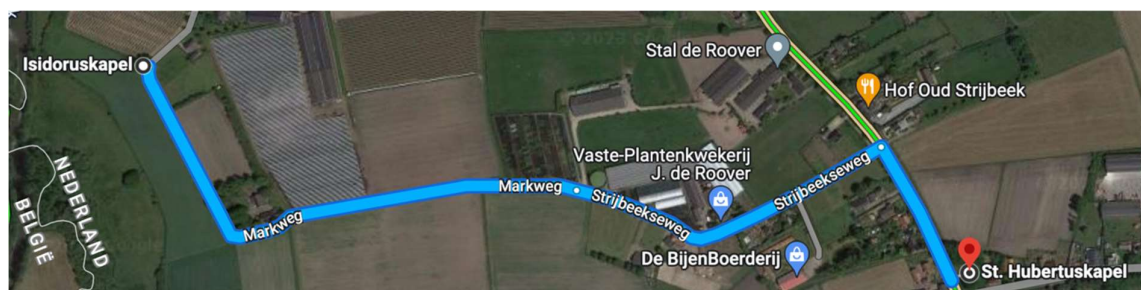 Isidoruskapel
Stal de Roover
Hof Oud Strijbeek
Vaste-Plantenkwekerij
J. de Roover
Markweg
Strijbeekseweg
Strijbeekseweg
Markweg
NEDERLAND
BELGIË
De BijenBoerderij
St. Hubertuskapel